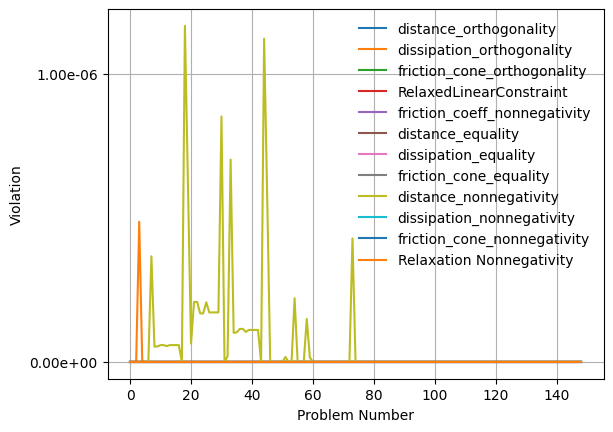 distance_orthogonality
dissipation_orthogonality
friction_cone_orthogonality
RelaxedLinearConstraint
friction_coeff_nonnegativity
distance_equality
dissipation_equality
friction_cone_equality
distance_nonnegativity
dissipation_nonnegativity
friction_cone_nonnegativity
Relaxation Nonnegativity
1.00e-06
Violation
0.00e+00
0 20 40 60 80 100 120 140
Problem Number